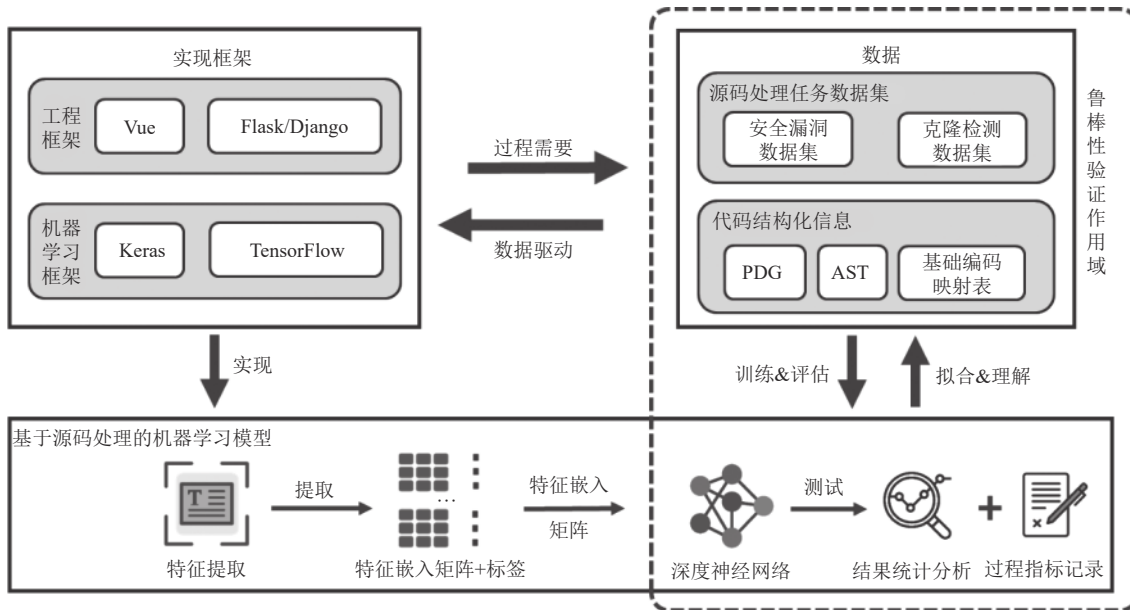 实现框架
工程
框架
Vue
Flask/Django
机器
学习
框架
Keras
TensorFlow
过程需要
数据驱动
数据
源码处理任务数据集
安全漏洞
数据集
克隆检测
数据集
代码结构化信息
PDG
AST
基础编码
映射表
鲁棒性验证作用域
实现
训练&评估
拟合&理解
基于源码处理的机器学习模型
T
提取
...
特征嵌入
矩阵
测试
+
特征提取
特征嵌入矩阵+标签
深度神经网络
结果统计分析
过程指标记录